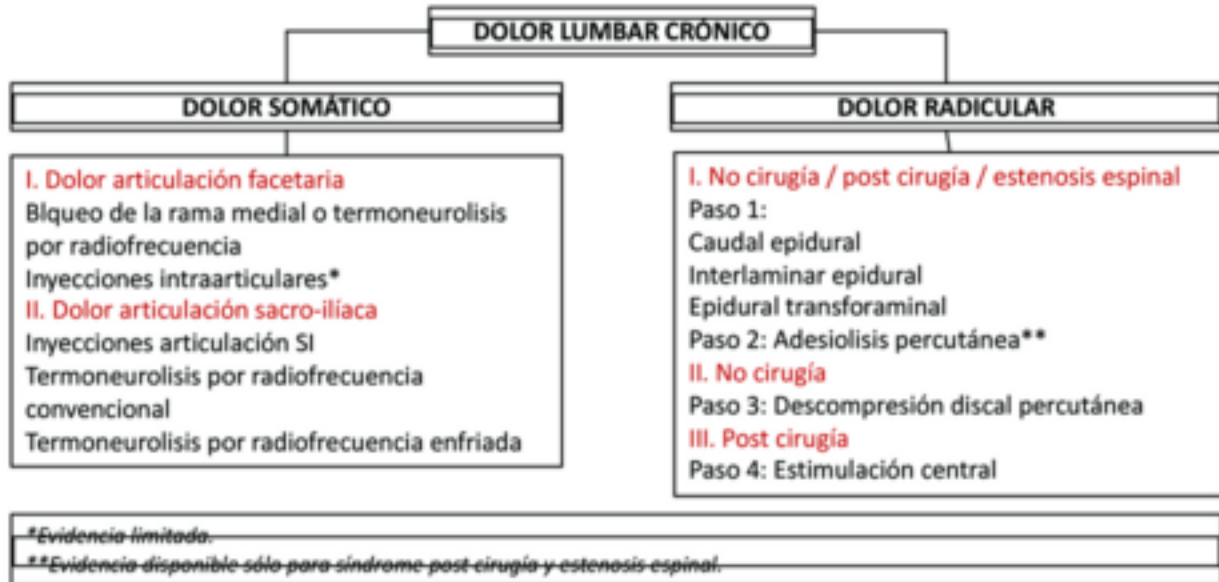 DOLOR LUMBAR CRÓNICO
DOLOR SOMÁTICO
I. Dolor articulación facetaria
Blqueo de la rama medial o termoneurolisis
por radiofrecuencia
Inyecciones intraarticulares*
II. Dolor articulación sacro-ilíaca
Inyecciones articulación SI
Termoneurolisis por radiofrecuencia
convencional
Termoneurolisis por radiofrecuencia enfriada
DOLOR RADICULAR
I. No cirugía / post cirugía / estenosis espinal
Paso 1:
Caudal epidural
Interlaminar epidural
Epidural transforaminal
Paso 2: Adesiolisis percutánea**
II. No cirugía
Paso 3: Descompresión discal percutánea
III. Post cirugía
Paso 4: Estimulación central
*Evidencia limitada.
**Evidencia disponible sólo para síndrome post cirugía y estenosis espinal.